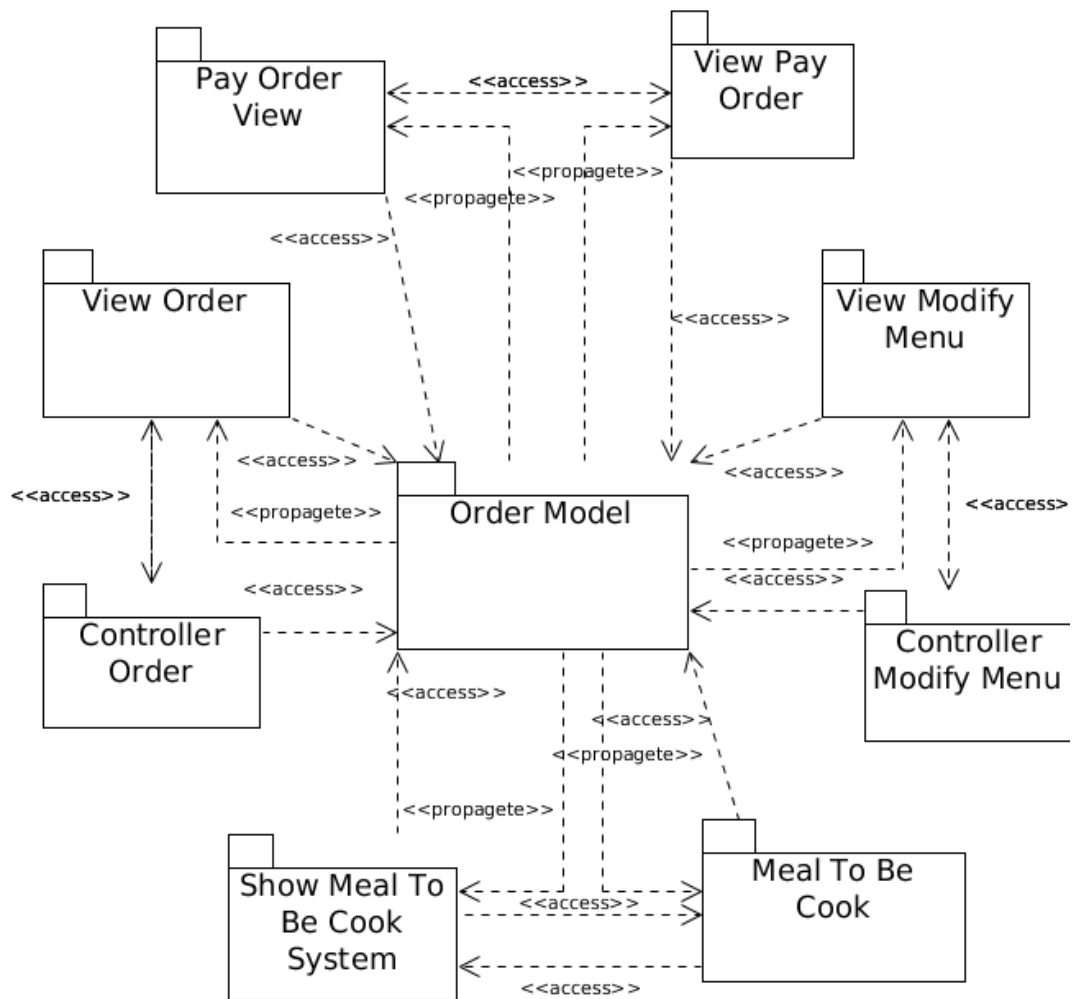 Pay Order
View
<<access>>
View Pay
Order
<<propagete>>
<<propagete>>
<<access>>
View Order
<<access>>
View Modify
Menu
<<access>>
<<access>>
<<access>>
<<access>>
<<propagete>>
Order Model
<<propagete>>
<<access>>
<<access>>
Controller
Order
Controller
Modify Menu
<<access>>
<<access>>
<<propagete>>
<<propagete>>
Show Meal To
Be Cook
System
Meal To Be
Cook
<<access>>
<<access>>